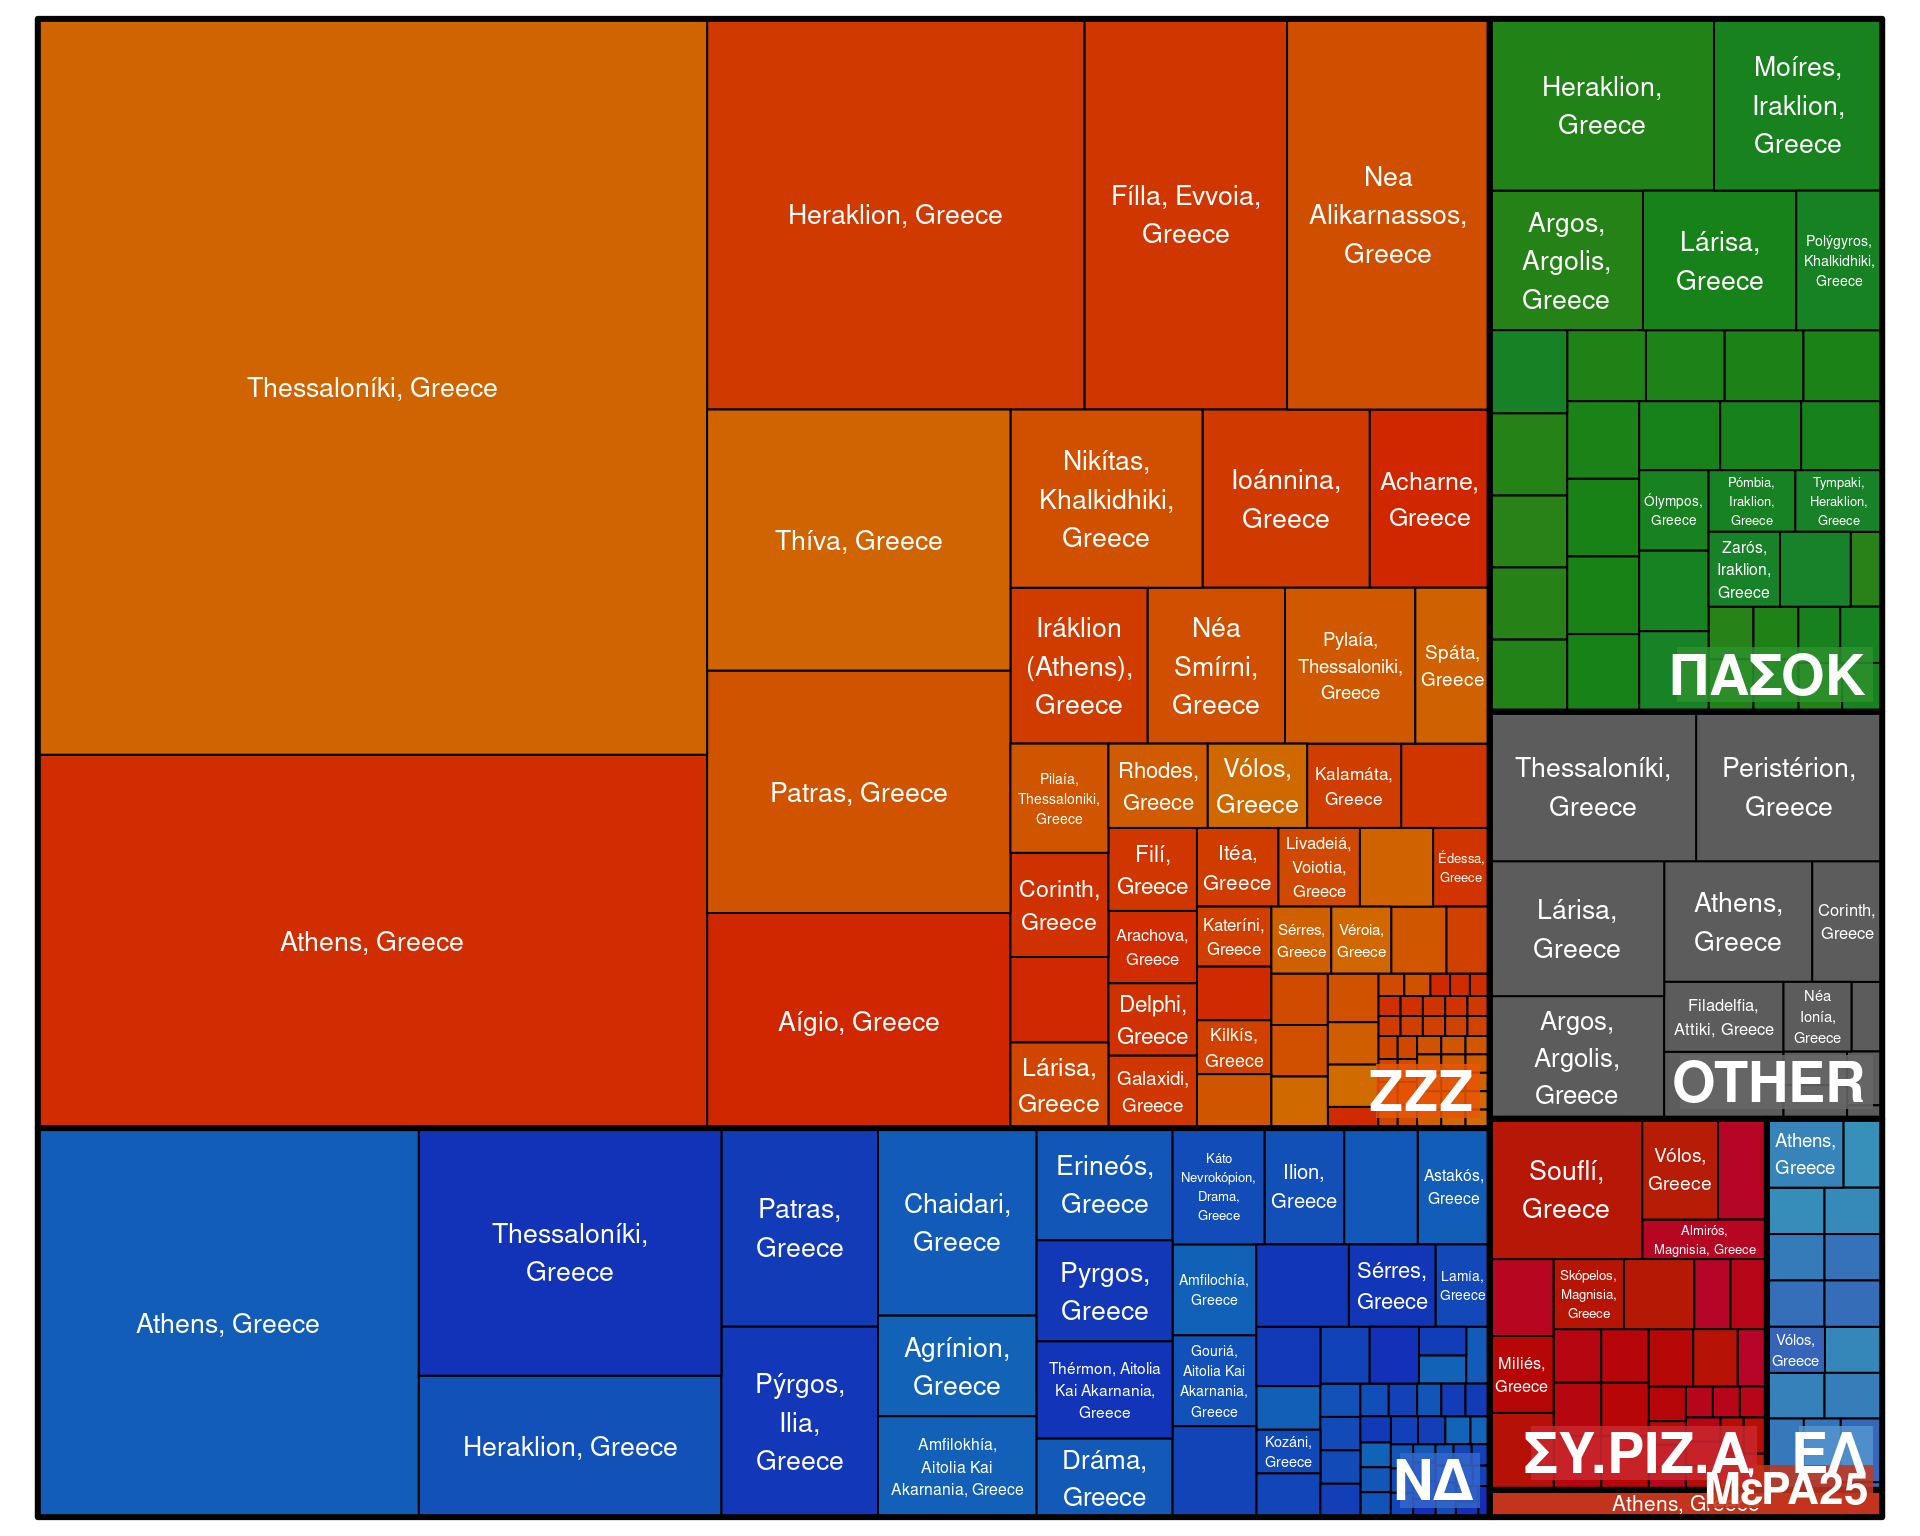 Thessaloníki, Greece
Athens, Greece
Heraklion, Greece
Fílla, Evvoia,
Greece
Nea
Alikarnassos,
Greece
Thíva, Greece
Patras, Greece
Aígio, Greece
Nikítas,
Khalkidhiki,
Greece
Ioánnina,
Greece
Acharne,
Greece
Iráklion
(Athens),
Greece
Néa
Smírni,
Greece
Pylaía,
Thessaloniki,
Greece
Spáta,
Greece
Pilaía,
Thessaloniki,
Greece
Rhodes,
Greece
Vólos,
Greece
Kalamáta,
Greece
Corinth,
Greece
Filí,
Greece
Itéa,
Greece
Livadeiá,
Voiotia,
Greece
Édessa,
Greece
Arachova,
Greece
Kateríni,
Greece
Sérres,
Greece
Véroia,
Greece
Delphi,
Greece
Kilkís,
Greece
Lárisa,
Greece
Galaxidi,
Greece
ZZZ
Athens, Greece
Thessaloníki,
Greece
Heraklion, Greece
Patras,
Greece
Pýrgos,
Ilia,
Greece
Chaidari,
Greece
Agrínion,
Greece
Amfilokhía,
Aitolia Kai
Akarnania, Greece
Erineós,
Greece
Pyrgos,
Greece
Thérmon, Aitolia
Kai Akarnania,
Greece
Dráma,
Greece
Káto
Nevrokópion,
Drama,
Greece
Ilion,
Greece
Astakós,
Greece
Amfilochía,
Greece
Sérres,
Greece
Lamía,
Greece
Gouriá,
Aitolia Kai
Akarnania,
Greece
Kozáni,
Greece
ΝΔ
Heraklion,
Greece
Moíres,
Iraklion,
Greece
Argos,
Argolis,
Greece
Lárisa,
Greece
Polýgyros,
Khalkidhiki,
Greece
Ólympos,
Greece
Pómbia,
Iraklion,
Greece
Tympaki,
Heraklion,
Greece
Zarós,
Iraklion,
Greece
ΠΑΣΟΚ
Thessaloníki,
Greece
Peristérion,
Greece
Lárisa,
Greece
Athens,
Greece
Corinth,
Greece
Filadelfia,
Attiki, Greece
Néa
Ionía,
Greece
Argos,
Argolis,
Greece
OTHER
Souflí,
Greece
Vólos,
Greece
Almirós,
Magnisia, Greece
Skópelos,
Magnisia,
Greece
Miliés,
Greece
ΣΥ.ΡΙΖ.Α
Athens,
Greece
Vólos,
Greece
ΕΛ
Athens, Greece
ΜέΡΑ25